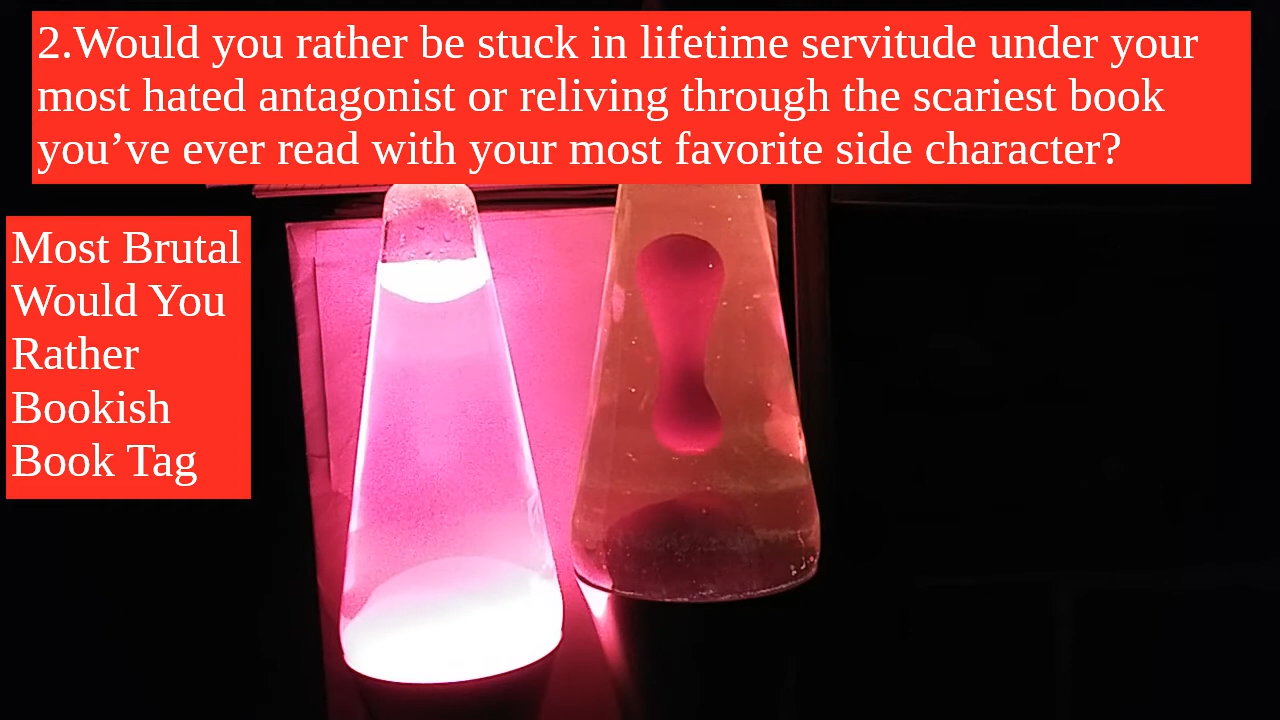 2.Would you rather be stuck in lifetime servitude under your
most hated antagonist or reliving through the scariest book
you’ve ever read with your most favorite side character?
Most Brutal
Would You
Rather
Bookish
Book Tag